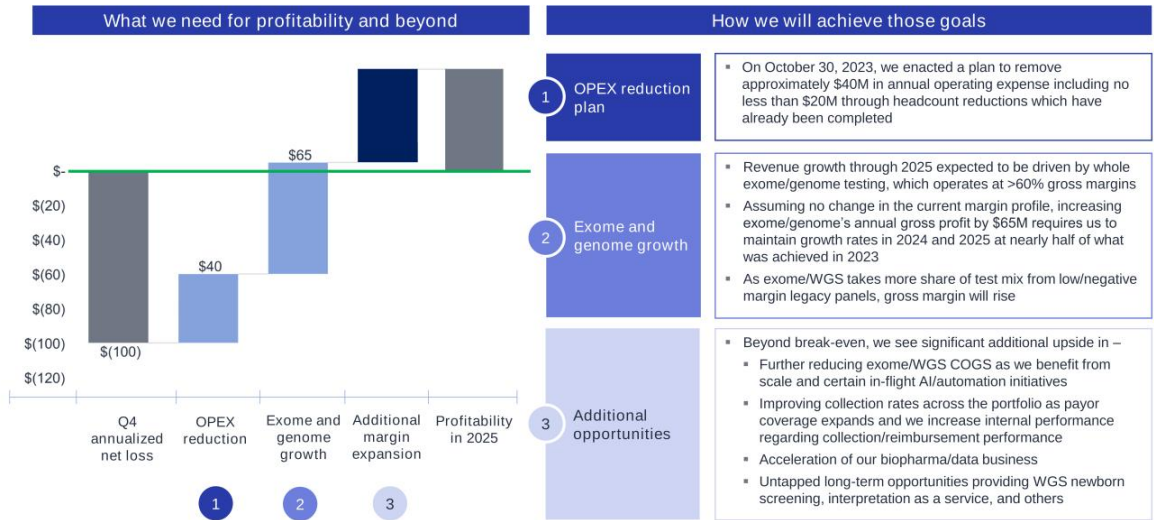 What we need for profitability and beyond
$65
$-
$(20)
$(40)
$40
$(60)
$(80)
$(100)
$(100)
$(120)
Q4
annualized
net loss
OPEX
reduction
Exome and
genome
growth
Additional
margin
expansion
Profitability
in 2025
1
2
3
How we will achieve those goals
1
OPEX reduction
plan
▪ On October 30, 2023, we enacted a plan to remove
approximately $40M in annual operating expense including no
less than $20M through headcount reductions which have
already been completed
2
Exome and
genome growth
▪ Revenue growth through 2025 expected to be driven by whole
exome/genome testing, which operates at >60% gross margins
▪ Assuming no change in the current margin profile, increasing
exome/genome's annual gross profit by $65M requires us to
maintain growth rates in 2024 and 2025 at nearly half of what
was achieved in 2023
▪ As exome/WGS takes more share of test mix from low/negative
margin legacy panels, gross margin will rise
3
Additional
opportunities
▪ Beyond break-even, we see significant additional upside in –
▪ Further reducing exome/WGS COGS as we benefit from
scale and certain in-flight AI/automation initiatives
▪ Improving collection rates across the portfolio as payor
coverage expands and we increase internal performance
regarding collection/reimbursement performance
▪ Acceleration of our biopharma/data business
▪ Untapped long-term opportunities providing WGS newborn
screening, interpretation as a service, and others